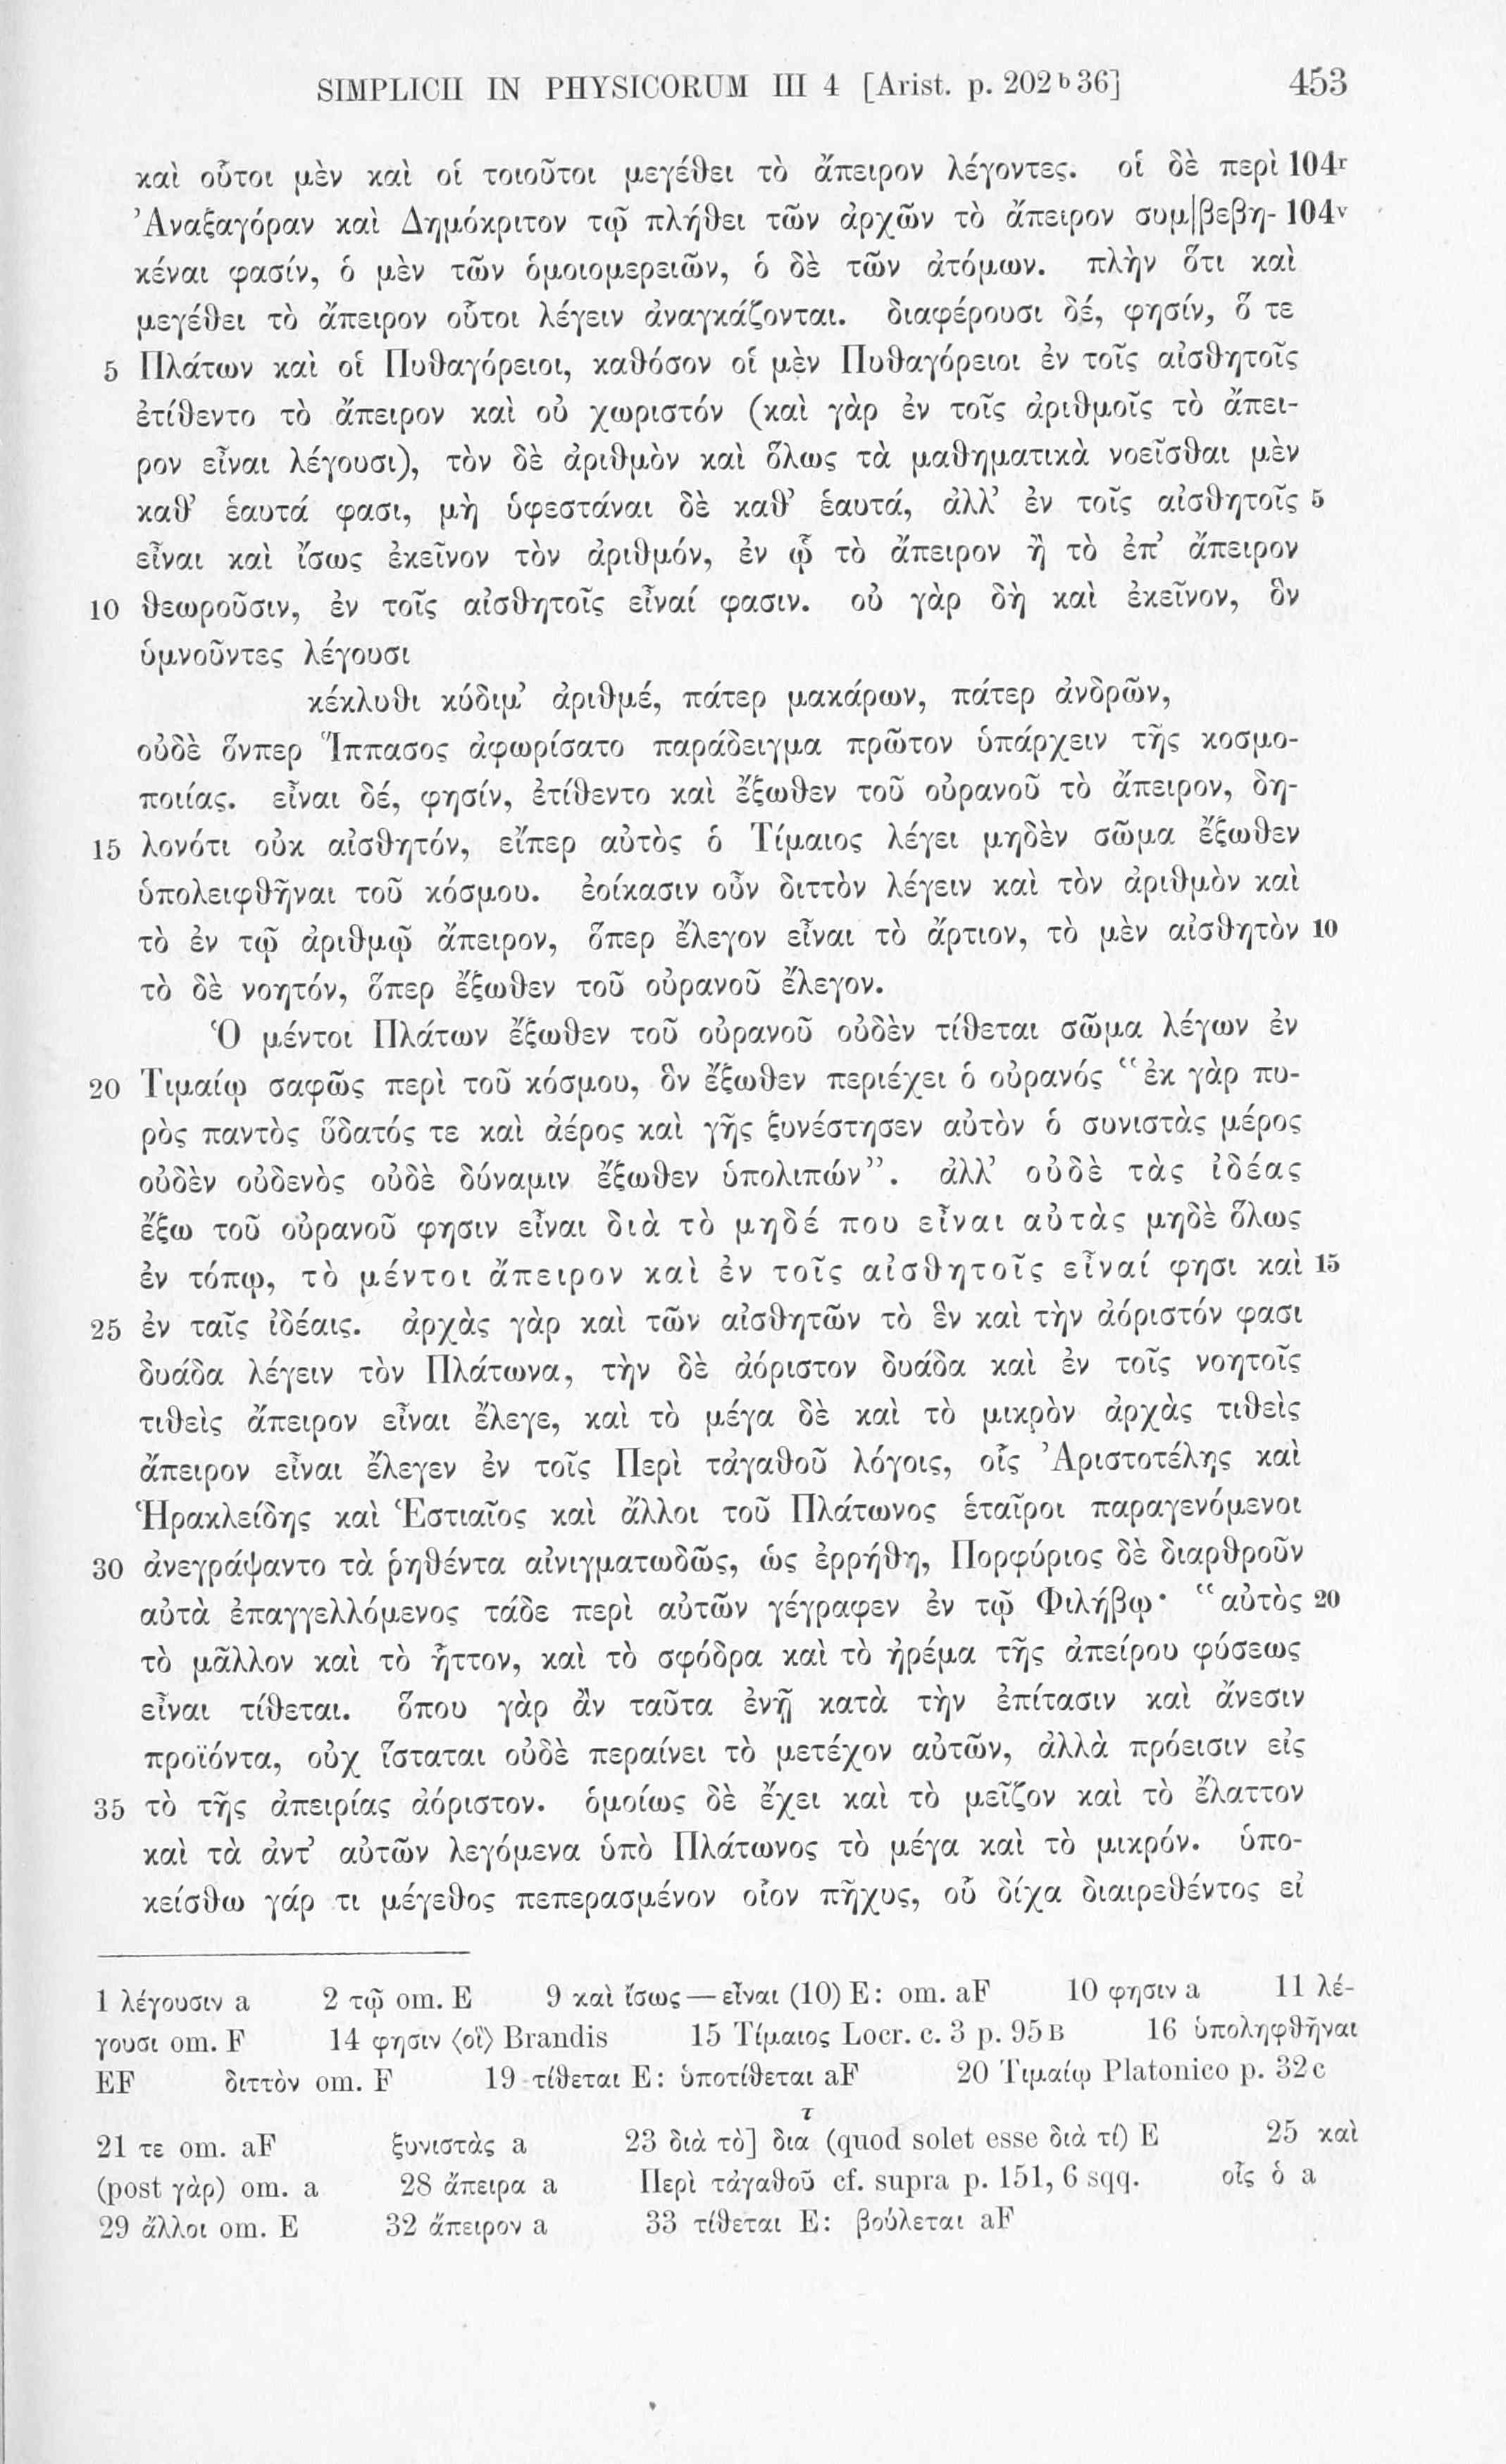 SIMPLICII IN PHYSICORUM III 4 [Arist. p. 202 b 36] 453
καὶ οὗτοι μὲν καὶ οἱ τοιοῦτοι μεγέθει τὸ ἄπειρον λέγοντες. οἱ δὲ περὶ 104r
Ἀναξαγόραν καὶ Δημόκριτον τῷ πλήθει τῶν ἀρχῶν τὸ ἄπειρον συμ|βεβη- 104v
κέναι φασίν, ὁ μὲν τῶν ὁμοιομερειῶν, ὁ δὲ τῶν ἀτόμων. πλὴν ὅτι καὶ
μεγέθει τὸ ἄπειρον οὗτοι λέγειν ἀναγκάζονται. διαφέρουσι δέ, φησίν, ὅ τε
5 Πλάτων καὶ οἱ Πυθαγόρειοι, καθόσον οἱ μὲν Πυθαγόρειοι ἐν τοῖς αἰσθητοῖς
ἐτίθεντο τὸ ἄπειρον καὶ οὐ χωριστόν (καὶ γὰρ ἐν τοῖς ἀριθμοῖς τὸ ἄπει-
ρον εἶναι λέγουσι), τὸν δὲ ἀριθμὸν καὶ ὅλως τὰ μαθηματικὰ νοεῖσθαι μὲν
καθ’ ἑαυτά φασι, μὴ ὑφεστάναι δὲ καθ’ ἑαυτά, ἀλλ’ ἐν τοῖς αἰσθητοῖς 5
εἶναι καὶ ἴσως ἐκεῖνον τὸν ἀριθμόν, ἐν ᾧ τὸ ἄπειρον ἢ τὸ ἐπ’ ἄπειρον
10 θεωροῦσιν, ἐν τοῖς αἰσθητοῖς εἶναί φασιν. οὐ γὰρ δὴ καὶ ἐκεῖνον, ὃν
ὑμνοῦντες λέγουσι
κέκλυθι κύδιμ’ ἀριθμέ, πάτερ μακάρων, πάτερ ἀνδρῶν,
οὐδὲ ὅνπερ Ἵππασος ἀφωρίσατο παράδειγμα πρῶτον ὑπάρχειν τῆς κοσμο-
ποιίας. εἶναι δέ, φησίν, ἐτίθεντο καὶ ἔξωθεν τοῦ οὐρανοῦ τὸ ἄπειρον, δη-
15 λονότι οὐκ αἰσθητόν, εἴπερ αὐτὸς ὁ Τίμαιος λέγει μηδὲν σῶμα ἔξωθεν
ὑπολειφθῆναι τοῦ κόσμου. ἐοίκασιν οὖν διττὸν λέγειν καὶ τὸν ἀριθμὸν καὶ
τὸ ἐν τῷ ἀριθμῷ ἄπειρον, ὅπερ ἔλεγον εἶναι τὸ ἄρτιον, τὸ μὲν αἰσθητὸν 10
τὸ δὲ νοητόν, ὅπερ ἔξωθεν τοῦ οὐρανοῦ ἔλεγον.
Ὁ μέντοι Πλάτων ἔξωθεν τοῦ οὐρανοῦ οὐδὲν τίθεται σῶμα λέγων ἐν
20 Τιμαίῳ σαφῶς περὶ τοῦ κόσμου, ὃν ἔξωθεν περιέχει ὁ οὐρανός “ἐκ γὰρ πυ-
ρὸς παντὸς ὕδατός τε καὶ ἀέρος καὶ γῆς ξυνέστησεν αὐτὸν ὁ συνιστὰς μέρος
οὐδὲν οὐδενὸς οὐδὲ δύναμιν ἔξωθεν ὑπολιπών”. ἀλλ’ οὐδὲ τὰς ἰδέας
ἔξω τοῦ οὐρανοῦ φησιν εἶναι διὰ τὸ μηδέ που εἶναι αὐτὰς μηδὲ ὅλως
ἐν τόπῳ, τὸ μέντοι ἄπειρον καὶ ἐν τοῖς αἰσθητοῖς εἶναί φησι καὶ 15
25 ἐν ταῖς ἰδέαις. ἀρχὰς γὰρ καὶ τῶν αἰσθητῶν τὸ ἓν καὶ τὴν ἀόριστόν φασι
δυάδα λέγειν τὸν Πλάτωνα, τὴν δὲ ἀόριστον δυάδα καὶ ἐν τοῖς νοητοῖς
τιθεὶς ἄπειρον εἶναι ἔλεγε, καὶ τὸ μέγα δὲ καὶ τὸ μικρὸν ἀρχὰς τιθεὶς
ἄπειρον εἶναι ἔλεγεν ἐν τοῖς Περὶ τἀγαθοῦ λόγοις, οἷς Ἀριστοτέλης καὶ
Ἡρακλείδης καὶ Ἑστιαῖος καὶ ἄλλοι τοῦ Πλάτωνος ἑταῖροι παραγενόμενοι
30 ἀνεγράψαντο τὰ ῥηθέντα αἰνιγματωδῶς, ὡς ἐρρήθη, Πορφύριος δὲ διαρθροῦν
αὐτὰ ἐπαγγελλόμενος τάδε περὶ αὐτῶν γέγραφεν ἐν τῷ Φιλήβῳ· “αὐτὸς 20
τὸ μᾶλλον καὶ τὸ ἧττον, καὶ τὸ σφόδρα καὶ τὸ ἠρέμα τῆς ἀπείρου φύσεως
εἶναι τίθεται. ὅπου γὰρ ἂν ταῦτα ἐνῇ κατὰ τὴν ἐπίτασιν καὶ ἄνεσιν
προϊόντα, οὐχ ἵσταται οὐδὲ περαίνει τὸ μετέχον αὐτῶν, ἀλλὰ πρόεισιν εἰς
35 τὸ τῆς ἀπειρίας ἀόριστον. ὁμοίως δὲ ἔχει καὶ τὸ μεῖζον καὶ τὸ ἔλαττον
καὶ τὰ ἀντ’ αὐτῶν λεγόμενα ὑπὸ Πλάτωνος τὸ μέγα καὶ τὸ μικρόν. ὑπο-
κείσθω γάρ τι μέγεθος πεπερασμένον οἷον πῆχυς, οὗ δίχα διαιρεθέντος εἰ
1 λέγουσιν a 2 τῷ om. E 9 καὶ ἴσως — εἶναι (10) E: om. aF 10 φησιν a 11 λέ-
γουσι om. F 14 φησιν ⟨οἳ⟩ Brandis 15 Τίμαιος Locr. c. 3 p. 95 B 16 ὑποληφθῆναι
EF διττὸν om. F 19 τίθεται E: ὑποτίθεται aF 20 Τιμαίῳ Platonico p. 32 c
21 τε om. aF ξυνιστὰς a 23 διὰ τὸ] διατ (quod solet esse διὰ τί) E 25 καὶ
(post γὰρ) om. a 28 ἄπειρα a Περὶ τἀγαθοῦ cf. supra p. 151, 6 sqq. οἷς ὁ a
29 ἄλλοι om. E 32 ἄπειρον a 33 τίθεται E: βούλεται aF